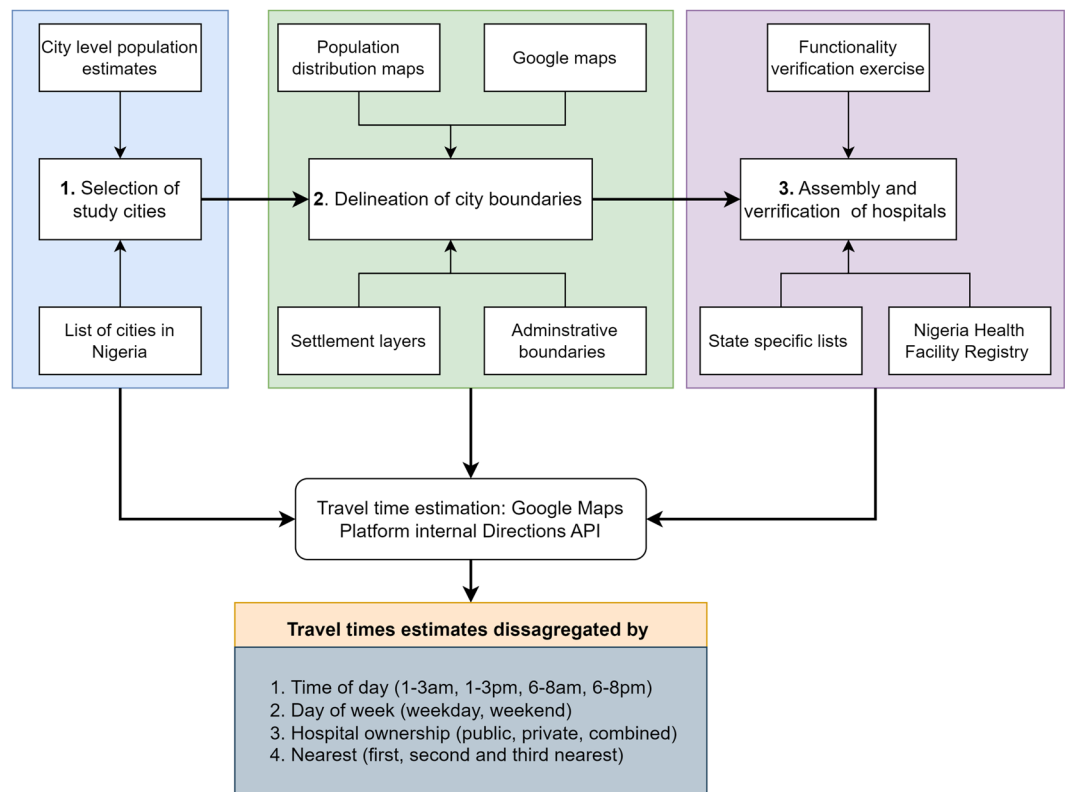 City level population
estimates
Population
distribution maps
Google maps
Functionality
verification exercise
1. Selection of
study cities
2. Delineation of city boundaries
3. Assembly and
verrification of hospitals
List of cities in
Nigeria
Settlement layers
Adminstrative
boundaries
State specific lists
Nigeria Health
Facility Registry
Travel time estimation: Google Maps
Platform internal Directions API
Travel times estimates dissagregated by
1. Time of day (1-3am, 1-3pm, 6-8am, 6-8pm)
2. Day of week (weekday, weekend)
3. Hospital ownership (public, private, combined)
4. Nearest (first, second and third nearest)